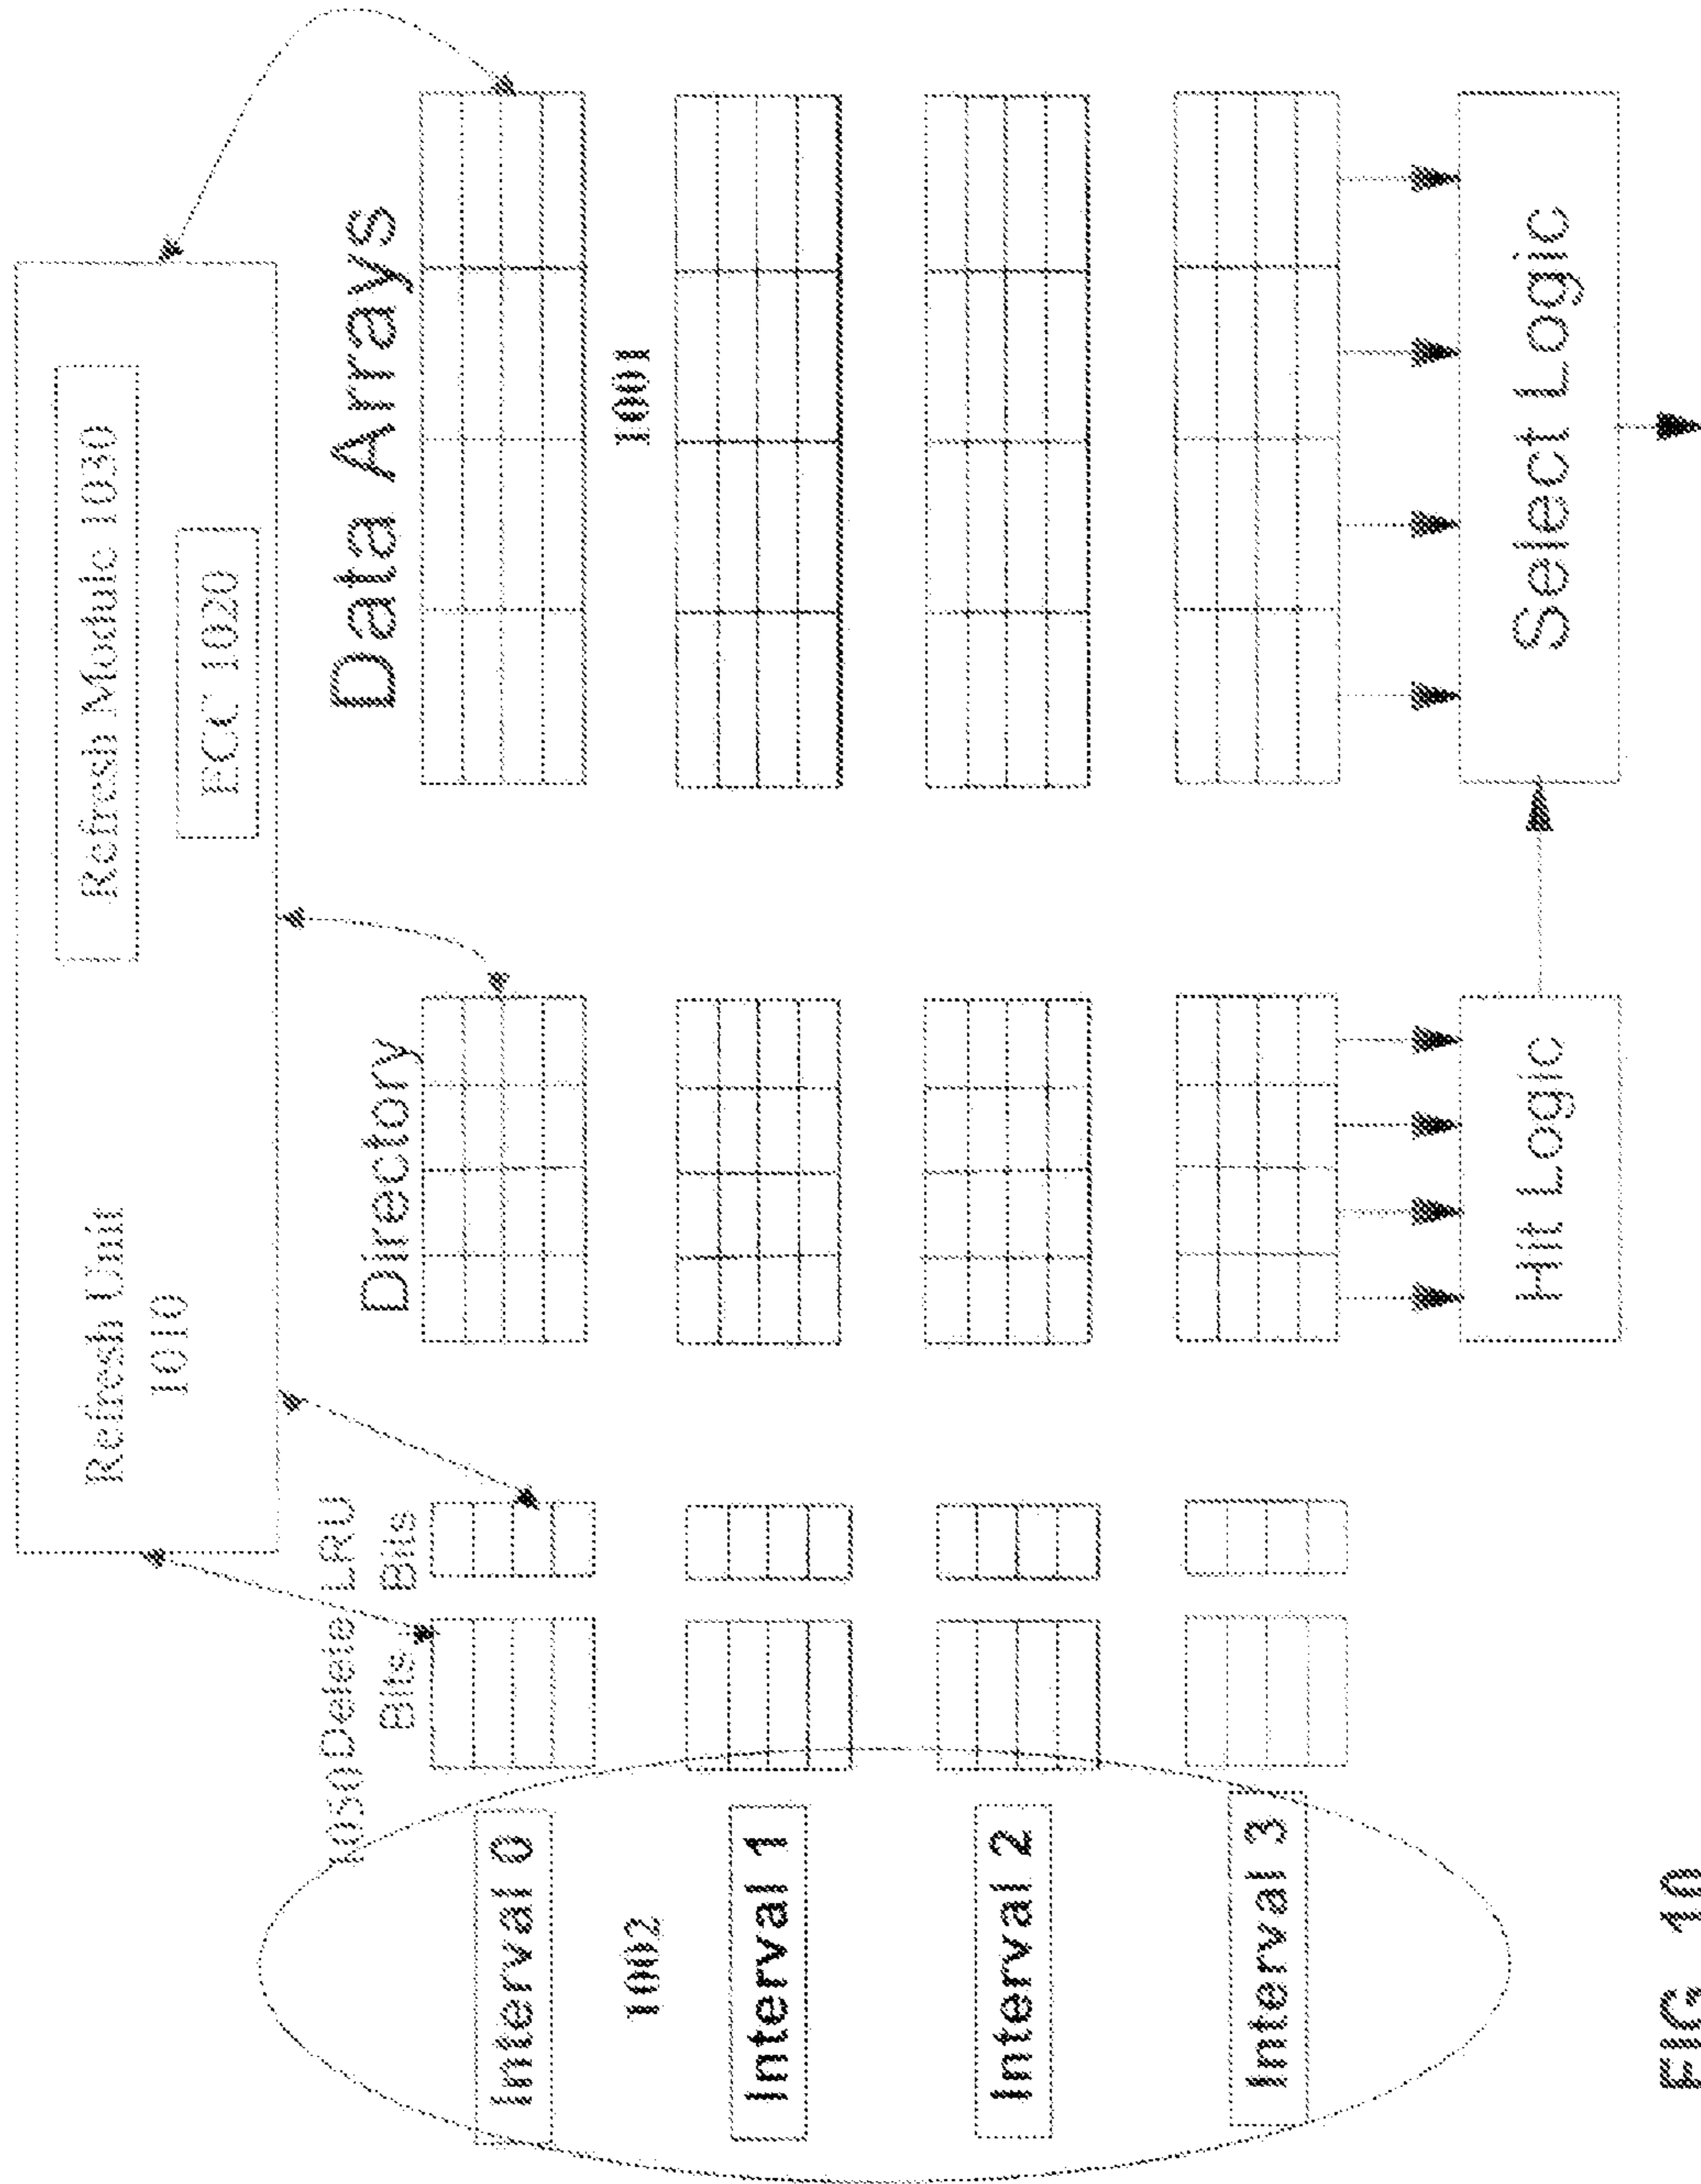 Refresh Unit
1010
Refresh Module 1030
ECC 1020
1050 Delete LRU
Bits Bits
Directory
Data Arrays
Interval 0
1002
1001
Interval 1
Interval 2
Interval 3
Hit Logic
Select Logic
FIG. 10